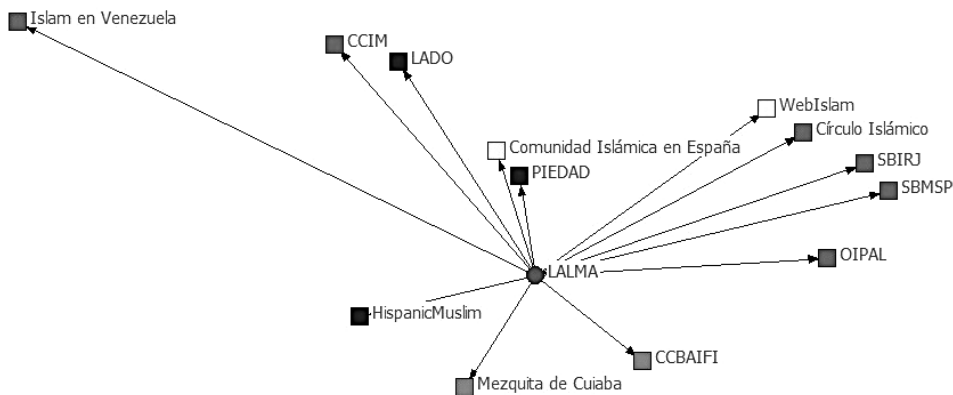 Islam en Venezuela
CCIM
LADO
WebIslam
Círculo Islámico
Comunidad Islámica en España
SBIRJ
PIEDAD
SBMSP
OIPAL
LALMA
HispanicMuslim
CCBAIFI
Mezquita de Cuiaba